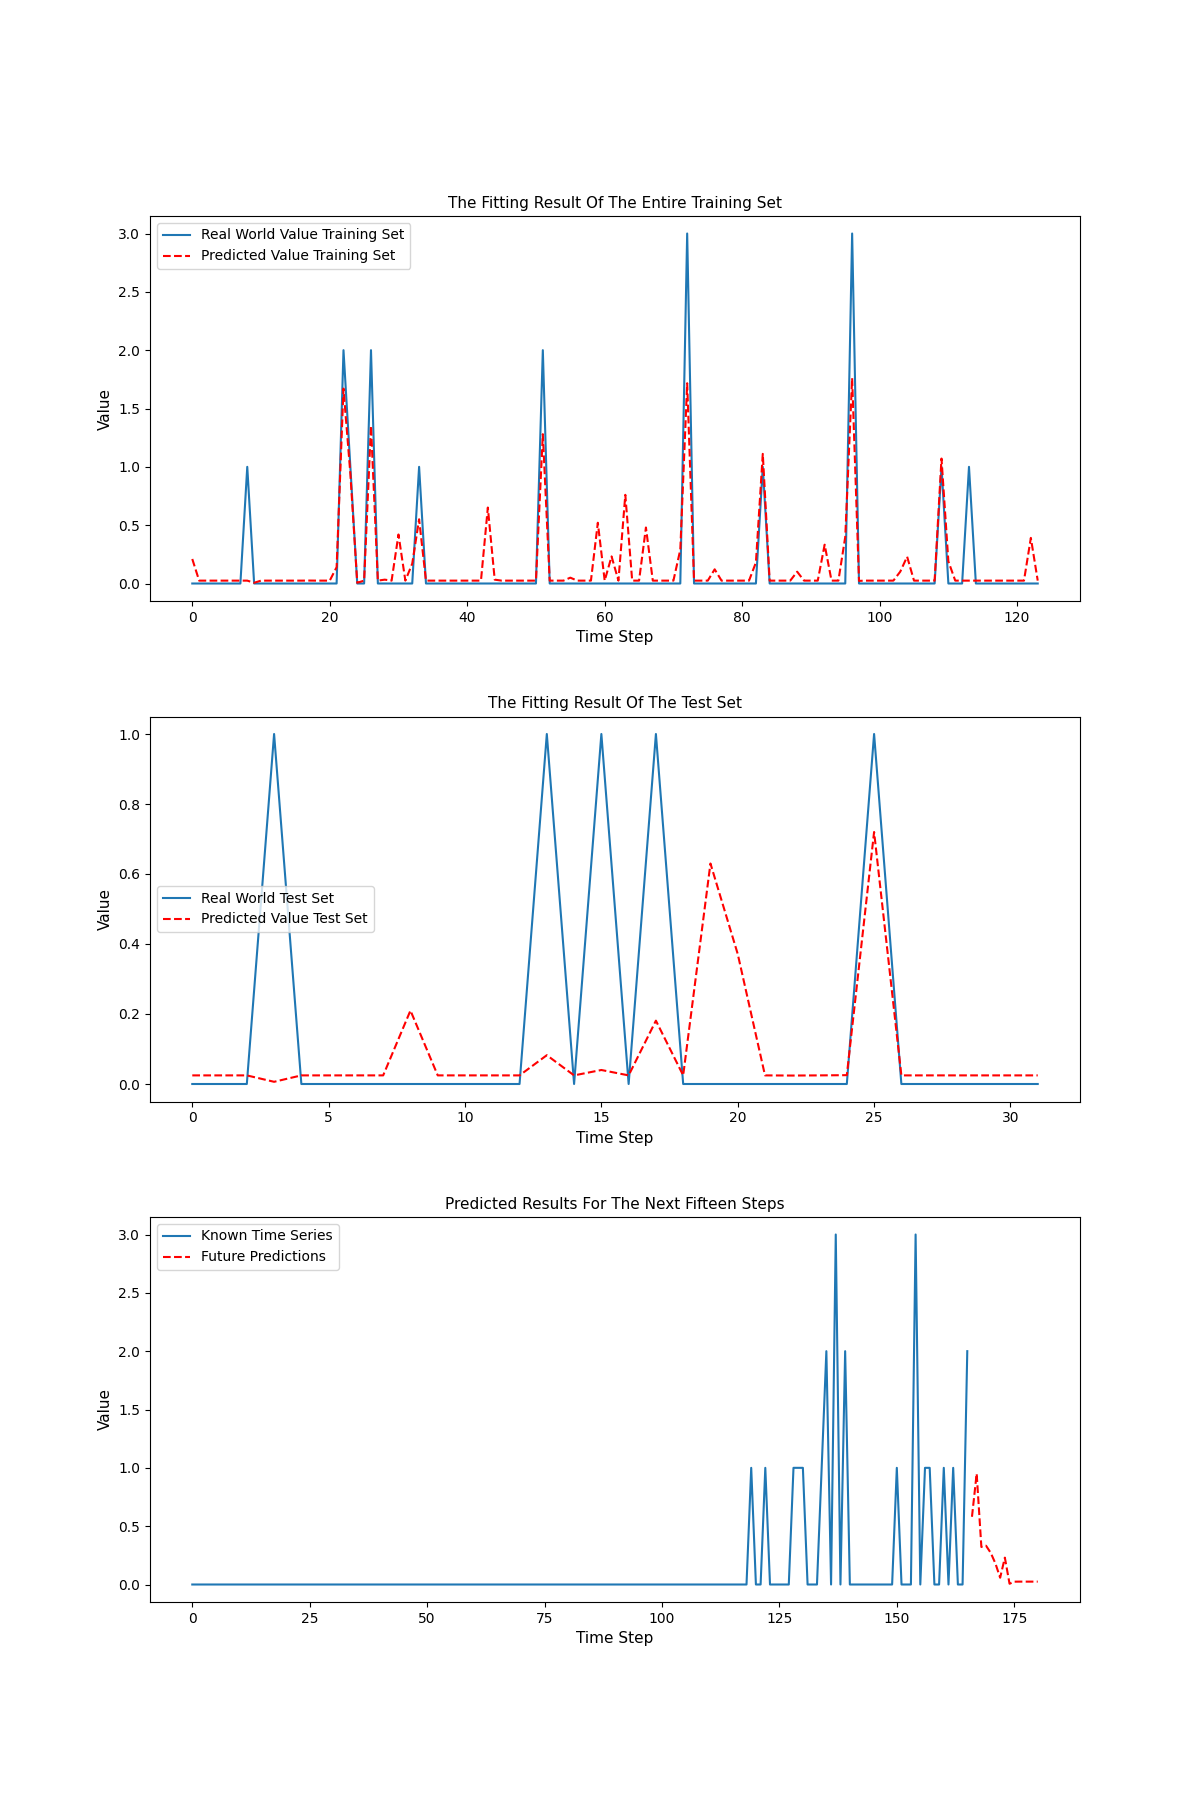 The Fitting Result Of The Entire Training Set
Real World Value Training Set
Predicted Value Training Set
Value
3.0
2.5
2.0
1.5
1.0
0.5
0.0
0 20 40 60 80 100 120
Time Step
The Fitting Result Of The Test Set
Real World Test Set
Predicted Value Test Set
Value
1.0
0.8
0.6
0.4
0.2
0.0
0 5 10 15 20 25 30
Time Step
Predicted Results For The Next Fifteen Steps
Known Time Series
Future Predictions
Value
3.0
2.5
2.0
1.5
1.0
0.5
0.0
0 25 50 75 100 125 150 175
Time Step